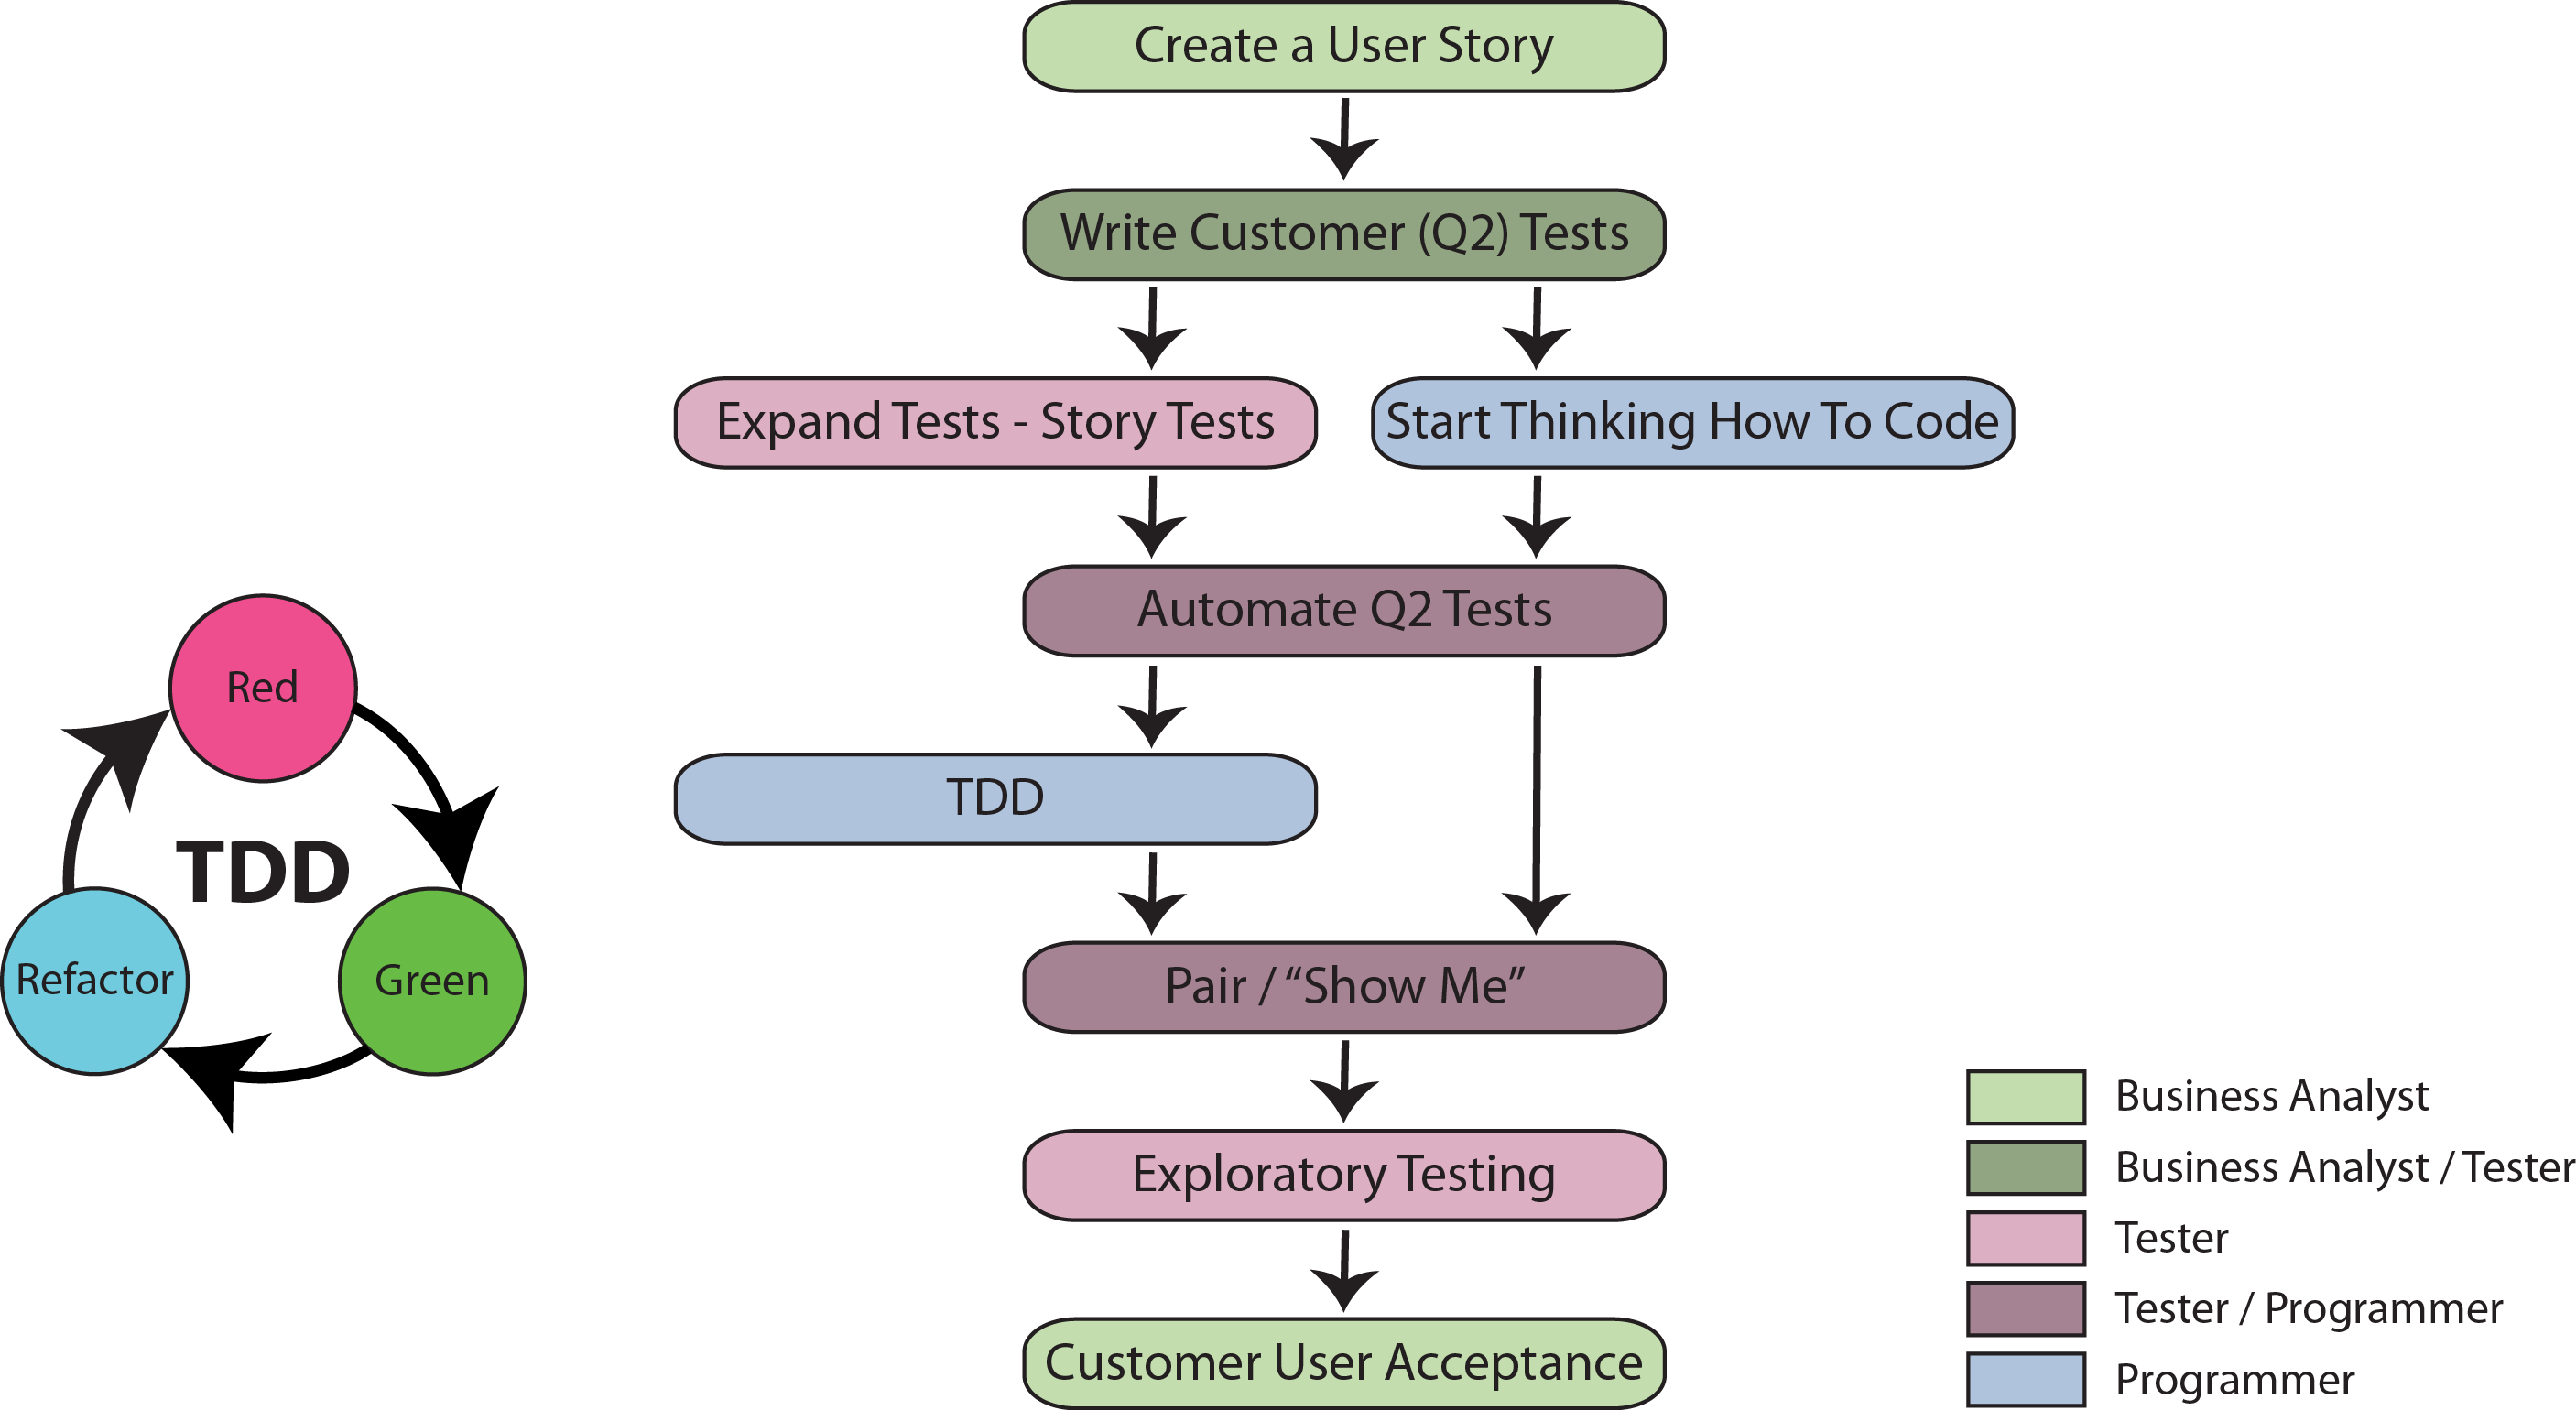 Create a User Story
Write Customer (Q2) Tests
Expand Tests - Story Tests
Start Thinking How To Code
Automate Q2 Tests
TDD
Pair / “Show Me”
Exploratory Testing
Customer User Acceptance
Red
TDD
Refactor
Green
Business Analyst
Business Analyst / Tester
Tester
Tester / Programmer
Programmer